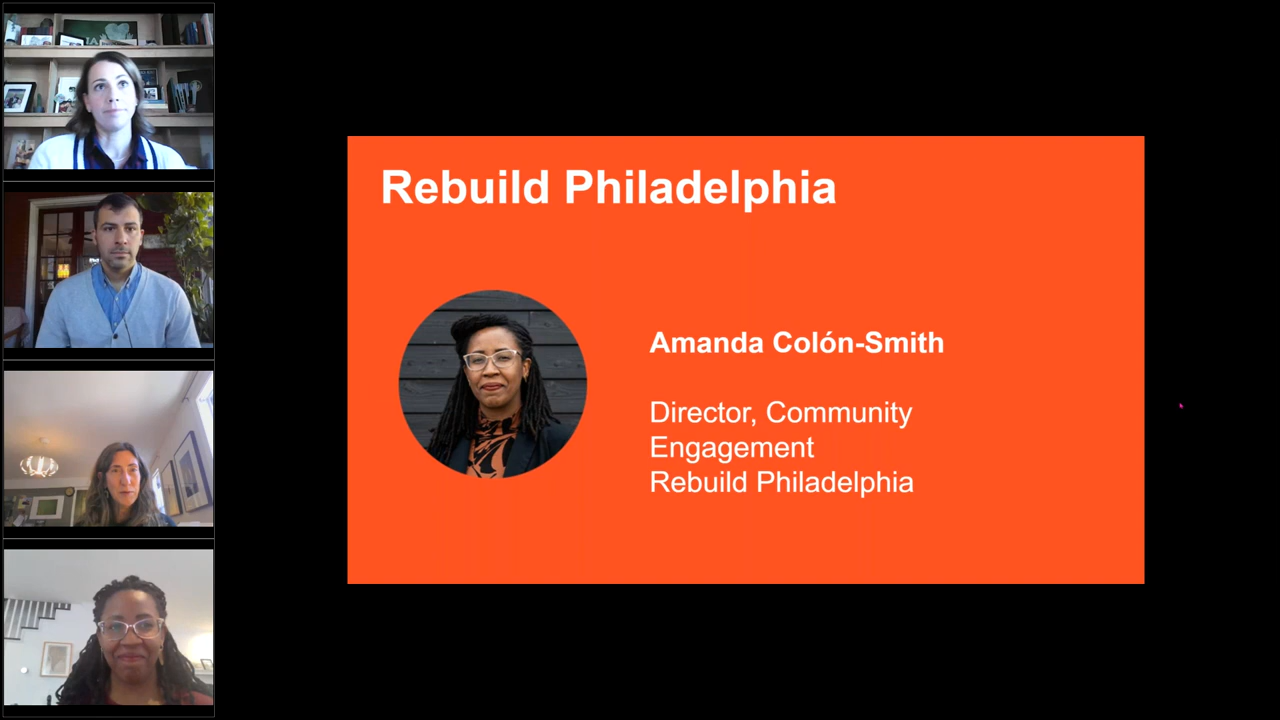 Rebuild Philadelphia
Amanda Colón-Smith
Director, Community
Engagement
Rebuild Philadelphia